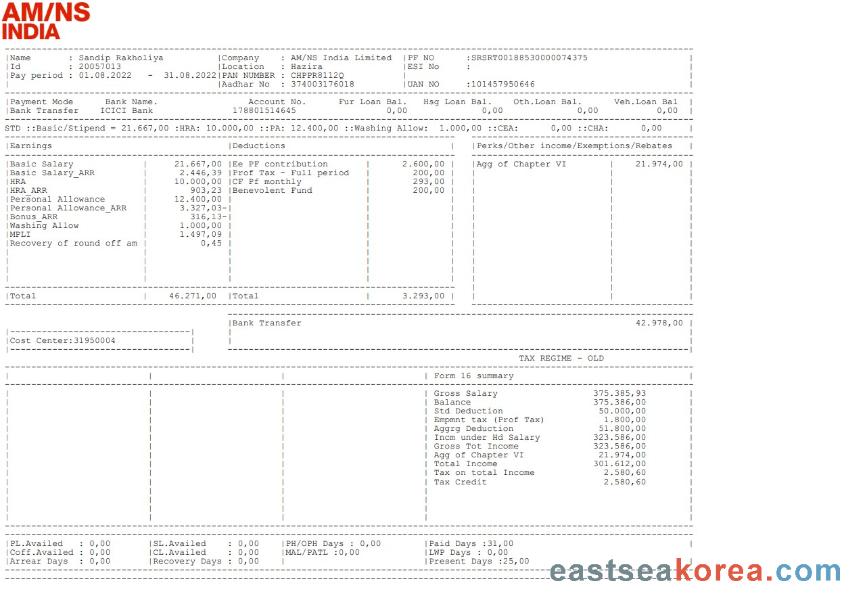 AM/NS
INDIA
|Name : Sandip Rakholiya |Company : AM/NS India Limited |PF NO :SRSRT00188530000074375
|Id : 20057013 |Location : Hazira |ESI No :
|Pay period : 01.08.2022 - 31.08.2022|PAN NUMBER : CHPPR8112Q |
|Aadhar No : 374003176018 |UAN NO :101457950646
|Payment Mode Bank Name. Account No. Fur Loan Bal. Hsg Loan Bal. Oth.Loan Bal. Veh.Loan Bal |
|Bank Transfer ICICI Bank 178801514645 0,00 0,00 0,00 0,00 |
STD ::Basic/Stipend = 21.667,00 :HRA: 10.000,00 ::PA: 12.400,00 ::Washing Allow: 1.000,00 ::CEA: 0,00 ::CHA: 0,00
|Earnings |Deductions | |Perks/Other income/Exemptions/Rebates |
|Basic Salary | 21.667,00 |Ee PF contribution | 2.600,00 | |Agg of Chapter VI | 21.974,00 |
|Basic Salary_ARR | 2.446,39 |Prof Tax - Full period | 200,00 |
|HRA | 10.000,00 |CF Pf monthly | 293,00 |
|HRA_ARR | 903,23 |Benevolent Fund | 200,00 |
|Personal Allowance | 12.400,00 |
|Personal Allowance_ARR | 3.327,03-|
|Bonus_ARR | 316,13-|
|Washing Allow | 1.000,00 |
|MPLI | 1.497,09 |
|Recovery of round off am | 0,45 |
|Total | 46.271,00 |Total | 3.293,00 |
|Bank Transfer 42.978,00 |
|Cost Center:31950004 |
TAX REGIME - OLD
| Form 16 summary |
| Gross Salary 375.385,93
| Balance 375.386,00
| Std Deduction 50.000,00
| Empmnt tax (Prof Tax) 1.800,00
| Aggrg Deduction 51.800,00
| Incm under Hd Salary 323.586,00
| Gross Tot Income 323.586,00
| Agg of Chapter VI 21.974,00
| Total Income 301.612,00
| Tax on total Income 2.580,60
| Tax Credit 2.580,60
|PL.Availed : 0,00 |SL.Availed : 0,00 |PH/OPH Days : 0,00 |Paid Days :31,00 |
|Coff.Availed : 0,00 |CL.Availed : 0,00 |MAL/PATL :0,00 |LWP Days : 0,00 |
|Arrear Days : 0,00 |Recovery Days : 0,00 | |Present Days :25,00 |
eastseakorea.com